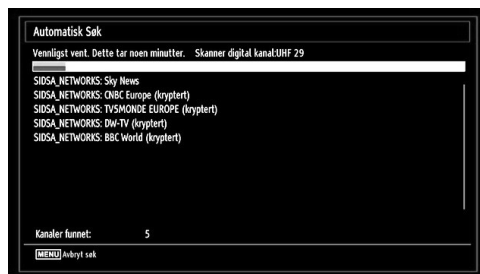 Automatisk Søk
Vennligst vent. Dette tar noen minutter. Skanner digital kanal:UHF 29
SIDSA_NETWORKS: Sky News
SIDSA_NETWORKS: CNBC Europe (kryptert)
SIDSA_NETWORKS: TV5MONDE EUROPE (kryptert)
SIDSA_NETWORKS: DW-TV (kryptert)
SIDSA_NETWORKS: BBC World (kryptert)
Kanaler funnet: 5
MENU Avbryt søk